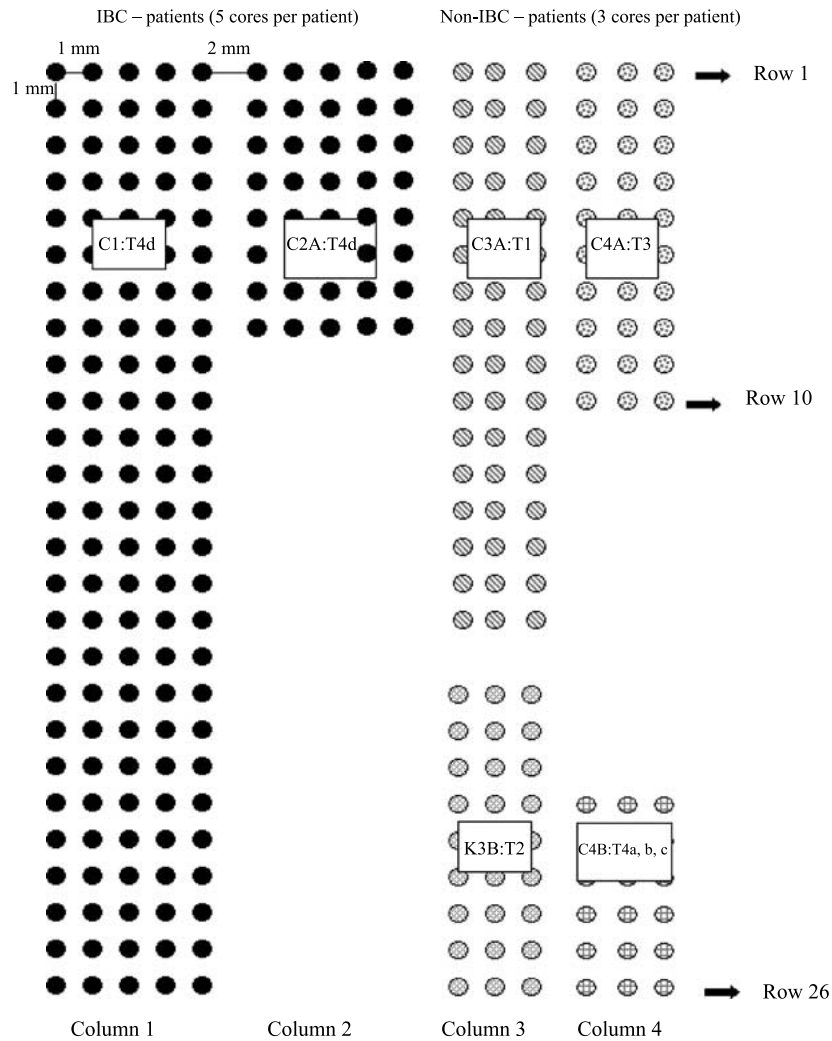 IBC – patients (5 cores per patient)
Non-IBC – patients (3 cores per patient)
1 mm
2 mm
1 mm
Row 1
C1:T4d
C2A:T4d
C3A:T1
C4A:T3
Row 10
K3B:T2
C4B:T4a, b, c
Row 26
Column 1
Column 2
Column 3
Column 4